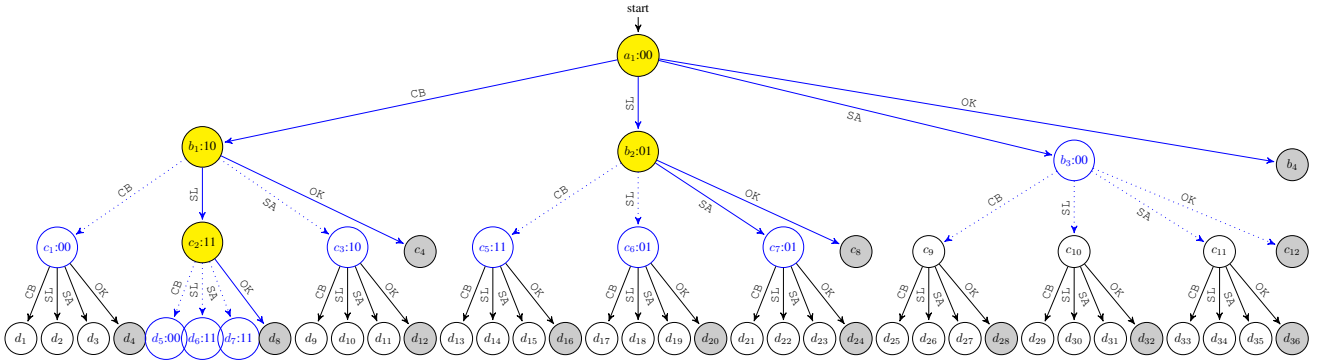 start
a₁:00
CB SL SA OK
b₁:10 b₂:01 b₃:00 b₄
CB SL SA OK CB SL SA OK CB SL SA OK
c₁:00 c₂:11 c₃:10 c₄ c₅:11 c₆:01 c₇:01 c₈ c₉ c₁₀ c₁₁ c₁₂
CB SL SA OK CB SL SA OK CB SL SA OK CB SL SA OK CB SL SA OK CB SL SA OK CB SL SA OK CB SL SA OK CB SL SA OK
d₁ d₂ d₃ d₄ d₅:00 d₆:11 d₇:11 d₈ d₉ d₁₀ d₁₁ d₁₂ d₁₃ d₁₄ d₁₅ d₁₆ d₁₇ d₁₈ d₁₉ d₂₀ d₂₁ d₂₂ d₂₃ d₂₄ d₂₅ d₂₆ d₂₇ d₂₈ d₂₉ d₃₀ d₃₁ d₃₂ d₃₃ d₃₄ d₃₅ d₃₆